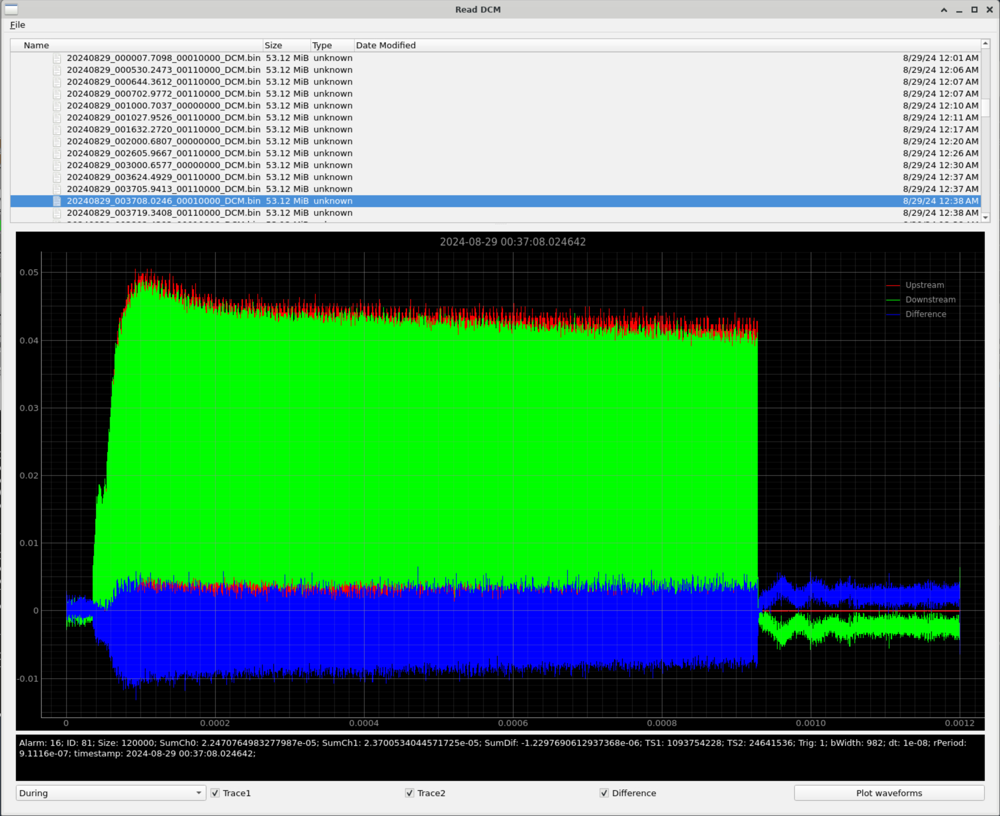 Read DCM
File
Name Size Type Date Modified
20240829_000007.7098_00010000_DCM.bin 53.12 MiB unknown 8/29/24 12:01 AM
20240829_000530.2473_00110000_DCM.bin 53.12 MiB unknown 8/29/24 12:06 AM
20240829_000644.3612_00110000_DCM.bin 53.12 MiB unknown 8/29/24 12:07 AM
20240829_000702.9772_00110000_DCM.bin 53.12 MiB unknown 8/29/24 12:07 AM
20240829_001000.7037_00000000_DCM.bin 53.12 MiB unknown 8/29/24 12:10 AM
20240829_001027.9526_00110000_DCM.bin 53.12 MiB unknown 8/29/24 12:11 AM
20240829_001632.2720_00110000_DCM.bin 53.12 MiB unknown 8/29/24 12:17 AM
20240829_002000.6807_00000000_DCM.bin 53.12 MiB unknown 8/29/24 12:20 AM
20240829_002605.9667_00110000_DCM.bin 53.12 MiB unknown 8/29/24 12:26 AM
20240829_003000.6577_00000000_DCM.bin 53.12 MiB unknown 8/29/24 12:30 AM
20240829_003624.4929_00110000_DCM.bin 53.12 MiB unknown 8/29/24 12:37 AM
20240829_003705.9413_00110000_DCM.bin 53.12 MiB unknown 8/29/24 12:37 AM
20240829_003708.0246_00010000_DCM.bin 53.12 MiB unknown 8/29/24 12:38 AM
20240829_003719.3408_00110000_DCM.bin 53.12 MiB unknown 8/29/24 12:38 AM
2024-08-29 00:37:08.024642
0.05
Upstream
Downstream
Difference
0.04
0.03
0.02
0.01
0
-0.01
0 0.0002 0.0004 0.0006 0.0008 0.0010 0.0012
Alarm: 16; ID: 81; Size: 120000; SumCh0: 2.2470764983277987e-05; SumCh1: 2.3700534044571725e-05; SumDif: -1.2297690612937368e-06; TS1: 1093754228; TS2: 24641536; Trig: 1; bWidth: 982; dt: 1e-08; rPeriod:
9.1116e-07; timestamp: 2024-08-29 00:37:08.024642;
During Trace1 Trace2 Difference Plot waveforms